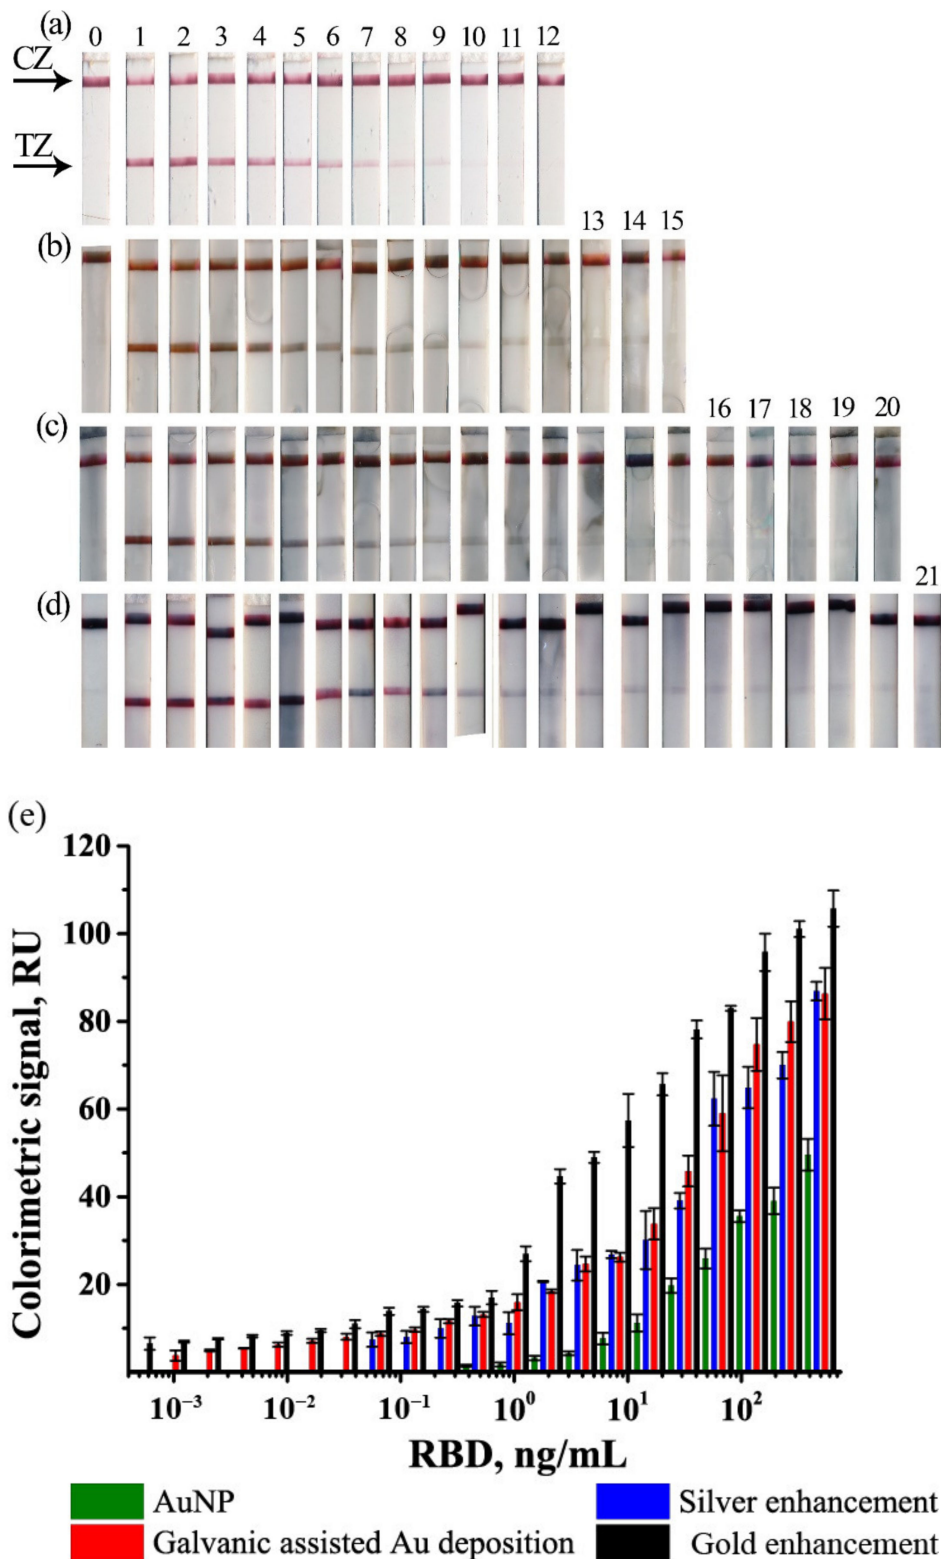 (a)
0 1 2 3 4 5 6 7 8 9 10 11 12
CZ
TZ
13 14 15
(b)
16 17 18 19 20
(c)
21
(d)
(e)
120
100
80
60
40
20
Colorimetric signal, RU
10⁻³ 10⁻² 10⁻¹ 10⁰ 10¹ 10²
RBD, ng/mL
AuNP
Silver enhancement
Galvanic assisted Au deposition
Gold enhancement